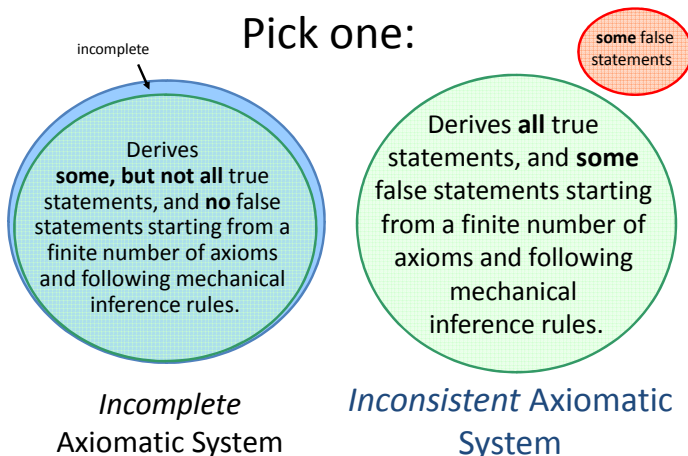 Pick one:
incomplete
some false
statements
Derives
some, but not all true
statements, and no false
statements starting from a
finite number of axioms
and following mechanical
inference rules.
Derives all true
statements, and some
false statements starting
from a finite number of
axioms and following
mechanical
inference rules.
Incomplete
Axiomatic System
Inconsistent Axiomatic
System